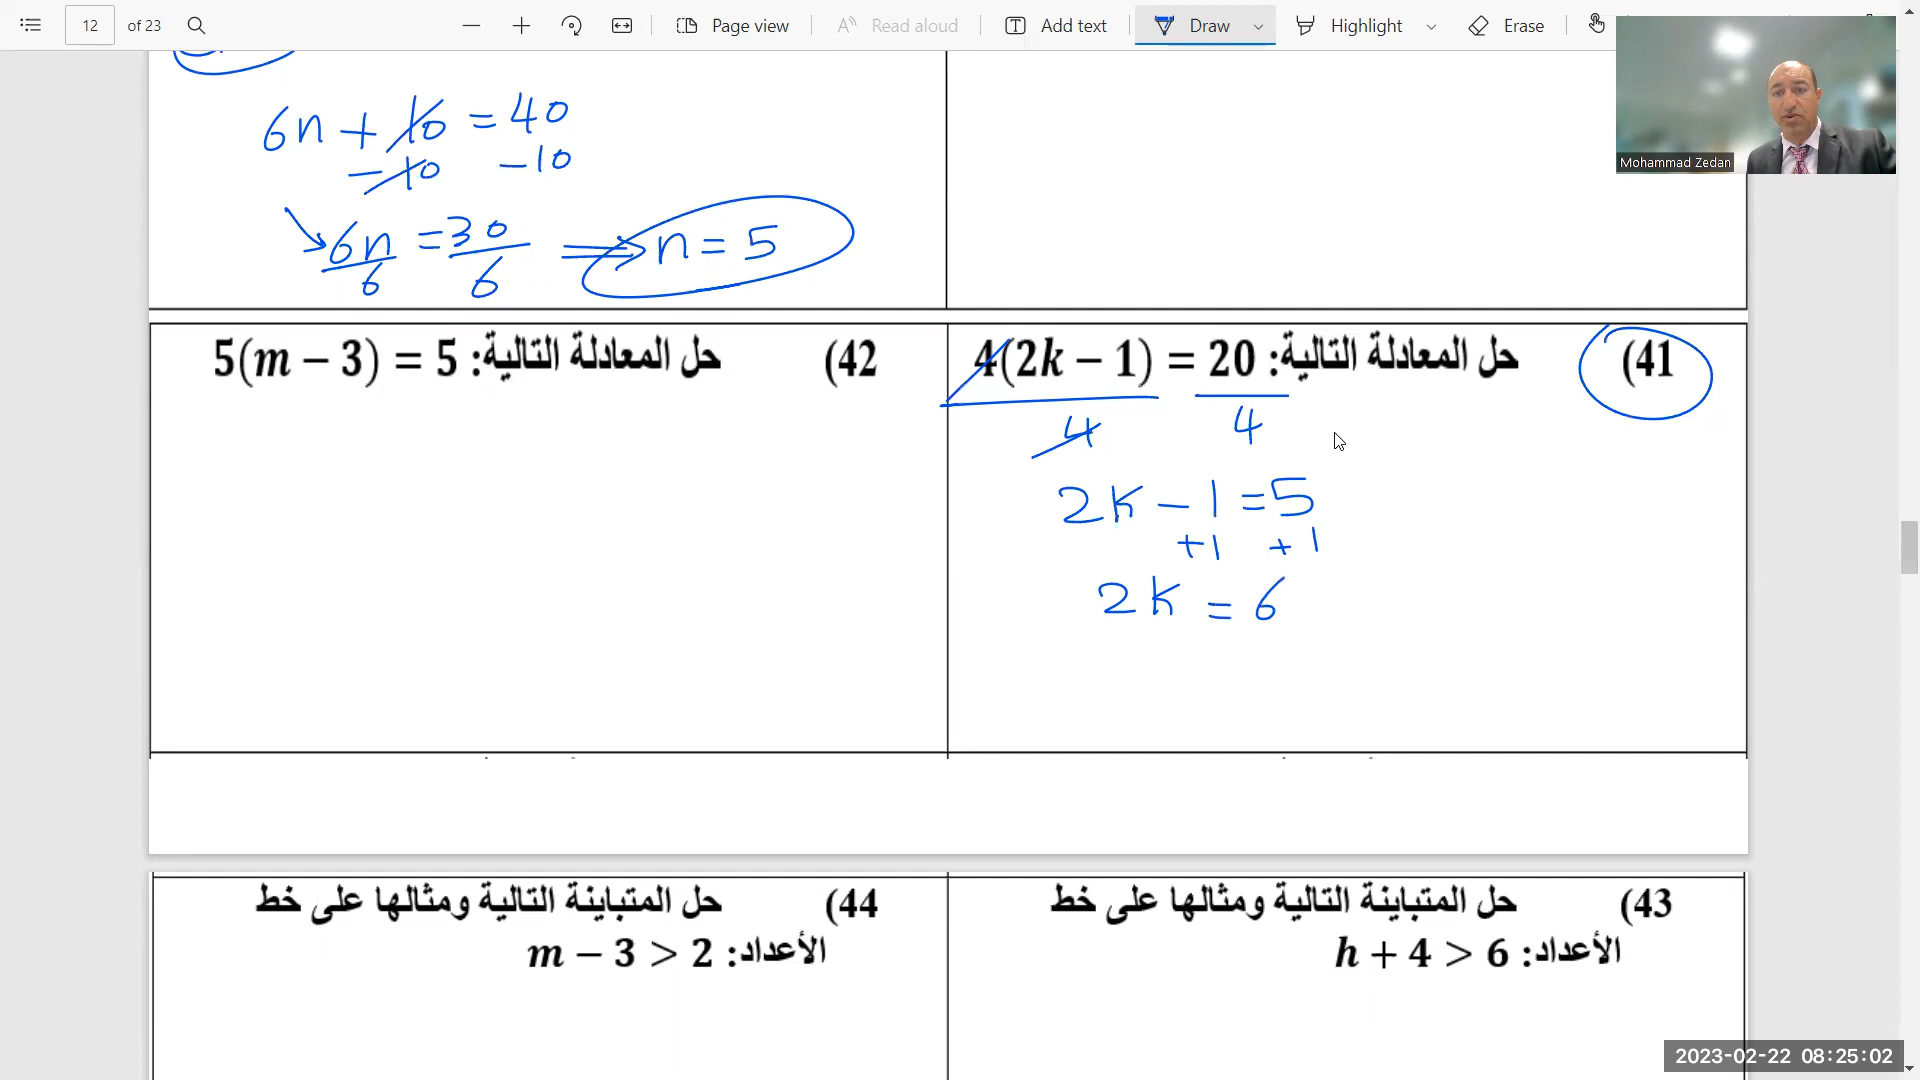 12 of 23 Page view Read aloud Add text Draw Highlight Erase
Mohammad Zedan
6n + 10 = 40
-10 -10
6n/6 = 30/6 ⟹ n = 5
41) حل المعادلة التالية: 4(2k − 1) = 20
4 4
2k − 1 = 5
+1 +1
2k = 6
42) حل المعادلة التالية: 5(m − 3) = 5
43) حل المتباينة التالية ومثالها على خط
الأعداد: h + 4 > 6
44) حل المتباينة التالية ومثالها على خط
الأعداد: m − 3 > 2
2023-02-22 08:25:02